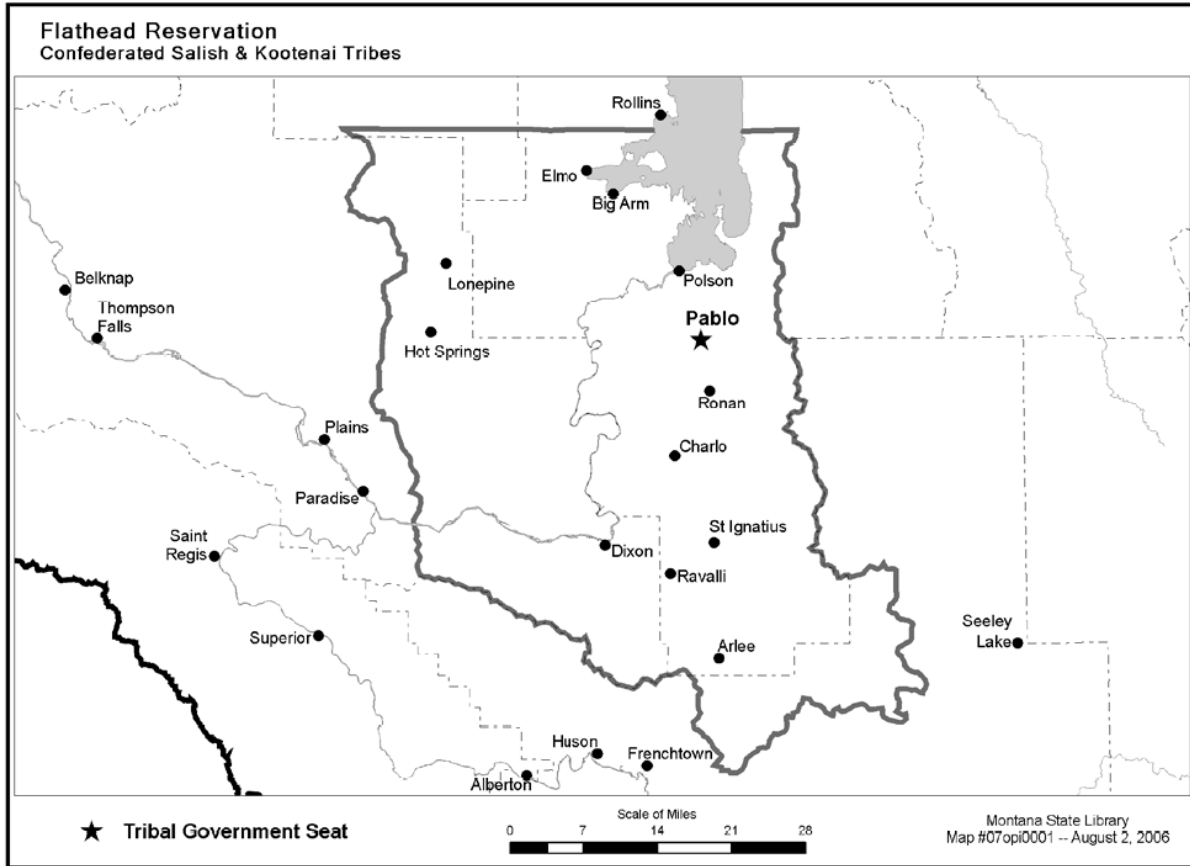 Flathead Reservation
Confederated Salish & Kootenai Tribes
Rollins
Elmo
Big Arm
Lonepine
Polson
Belknap
Thompson
Falls
Pablo
Hot Springs
Ronan
Plains
Charlo
Paradise
St Ignatius
Saint
Regis
Dixon
Ravalli
Superior
Seeley
Lake
Arlee
Huson
Frenchtown
Alberton
Tribal Government Seat
Scale of Miles
0 7 14 21 28
Montana State Library
Map #07opi0001 -- August 2, 2006